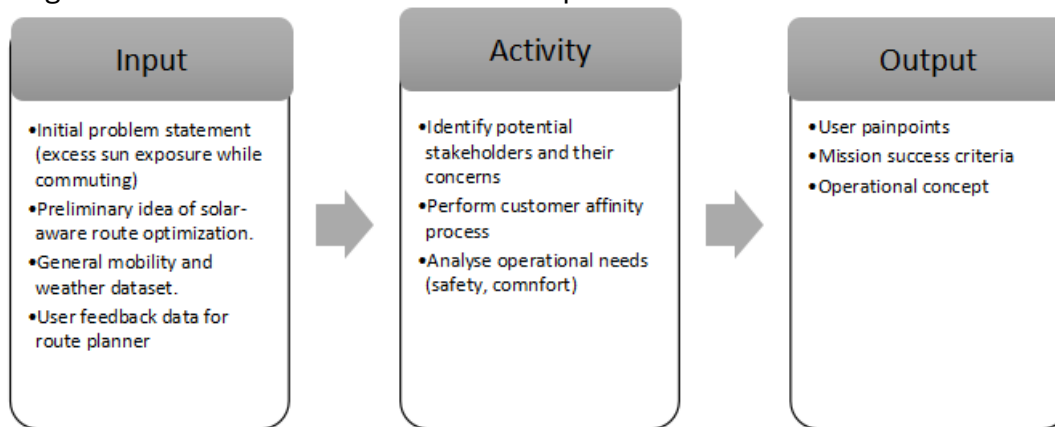 Input
•Initial problem statement
(excess sun exposure while
commuting)
•Preliminary idea of solar-
aware route optimization.
•General mobility and
weather dataset.
•User feedback data for
route planner
Activity
•Identify potential
stakeholders and their
concerns
•Perform customer affinity
process
•Analyse operational needs
(safety, comnfort)
Output
•User painpoints
•Mission success criteria
•Operational concept